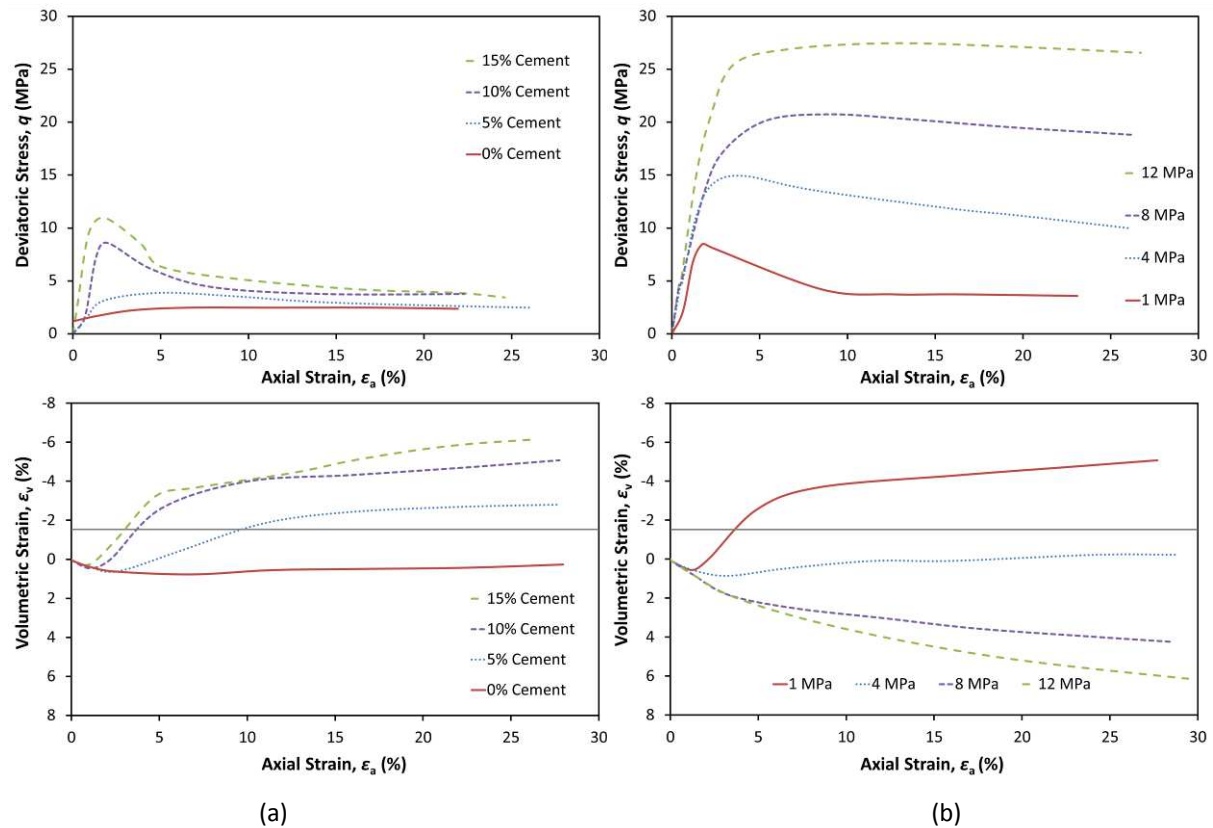 30
25
20
15
10
5
0
Deviatoric Stress, q (MPa)
15% Cement
10% Cement
5% Cement
0% Cement
0 5 10 15 20 25 30
Axial Strain, εa (%)
30
25
20
15
10
5
0
Deviatoric Stress, q (MPa)
12 MPa
8 MPa
4 MPa
1 MPa
0 5 10 15 20 25 30
Axial Strain, εa (%)
-8
-6
-4
-2
0
2
4
6
8
Volumetric Strain, εv (%)
15% Cement
10% Cement
5% Cement
0% Cement
0 5 10 15 20 25 30
Axial Strain, εa (%)
(a)
-8
-6
-4
-2
0
2
4
6
8
Volumetric Strain, εv (%)
1 MPa 4 MPa 8 MPa 12 MPa
0 5 10 15 20 25 30
Axial Strain, εa (%)
(b)